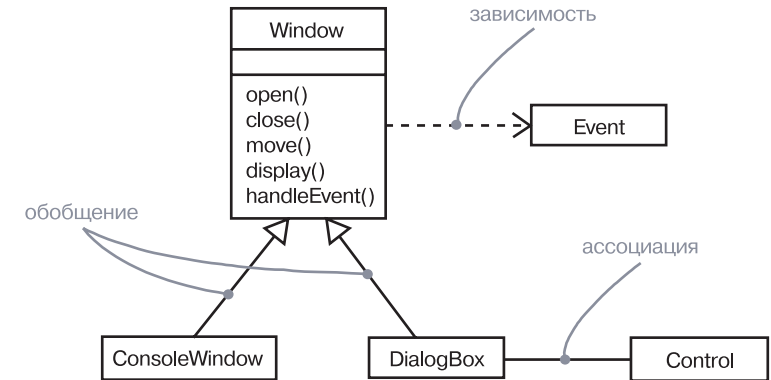 зависимость
Window
open()
close()
move()
display()
handleEvent()
Event
обобщение
ассоциация
ConsoleWindow
DialogBox
Control